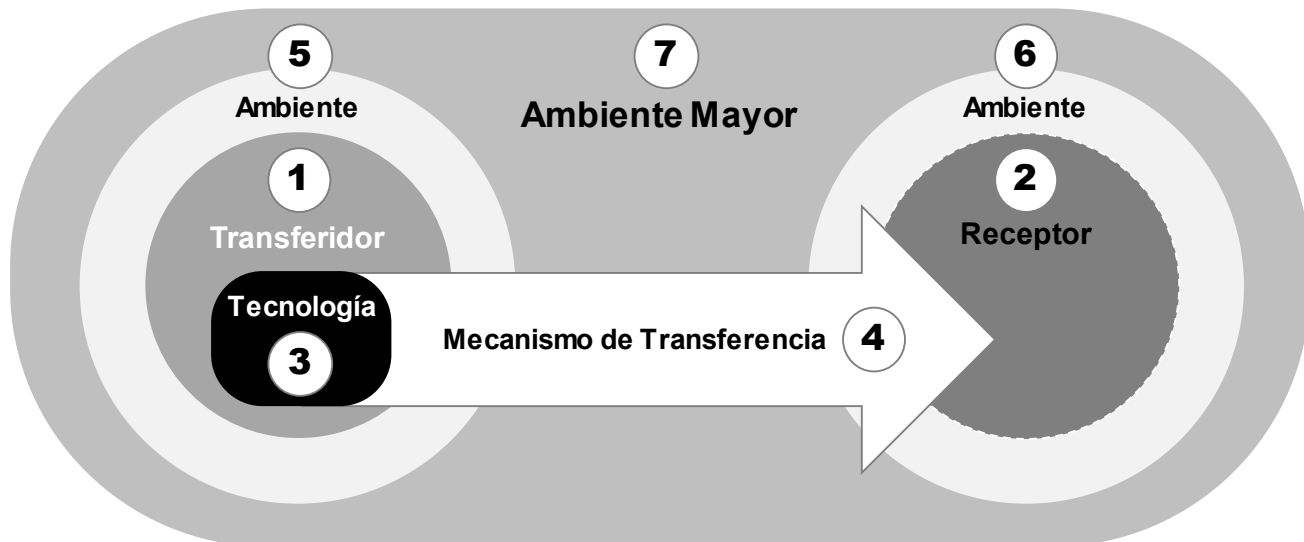 5
Ambiente
1
Transferidor
Tecnología
3
7
Ambiente Mayor
Mecanismo de Transferencia 4
6
Ambiente
2
Receptor